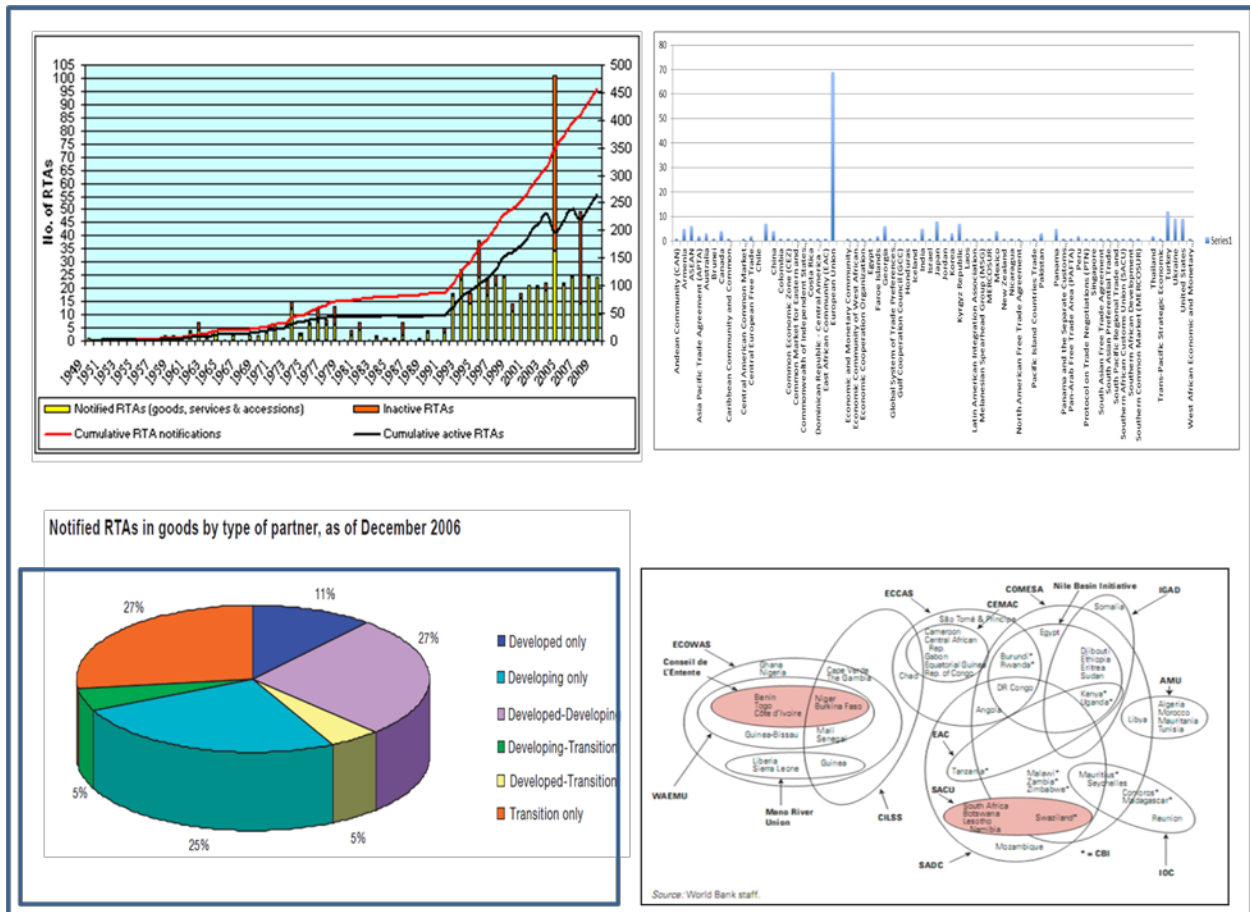 105
100
95
90
85
80
75
70
65
60
55
50
45
40
35
30
25
20
15
10
5
0
No. of RTAs
500
450
400
350
300
250
200
150
100
50
0
1949
1951
1953
1955
1957
1959
1961
1963
1965
1967
1969
1971
1973
1975
1977
1979
1981
1983
1985
1987
1989
1991
1993
1995
1997
1999
2001
2003
2005
2007
2009
Notified RTAs (goods, services & accessions)
Inactive RTAs
Cumulative RTA notifications
Cumulative active RTAs
80
70
60
50
40
30
20
10
0
Andean Community (CAN)
Armenia
ASEAN
Asia Pacific Trade Agreement (APTA)
Australia
Brunei
Canada
Caribbean Community and Common…
Central American Common Market…
Central European Free Trade…
Chile
China
Colombia
Common Economic Zone (CEZ)
Common Market for Eastern and…
Commonwealth of Independent States…
Costa Rica
Dominican Republic - Central America -…
East African Community (EAC)
European Union
Economic and Monetary Community…
Economic Community of West African…
Economic Cooperation Organization…
Egypt
Faroe Islands
Georgia
Global System of Trade Preferences…
Gulf Cooperation Council (GCC)
Honduras
Iceland
India
Israel
Japan
Jordan
Korea
Kyrgyz Republic
Laos
Latin American Integration Association…
Melanesian Spearhead Group (MSG)
MERCOSUR
Mexico
New Zealand
Nicaragua
North American Free Trade Agreement…
Pacific Island Countries Trade…
Pakistan
Panama
Panama and the Separate Customs…
Pan-Arab Free Trade Area (PAFTA)
Peru
Protocol on Trade Negotiations (PTN)
Singapore
South Asian Free Trade Agreement…
South Asian Preferential Trade…
South Pacific Regional Trade and…
Southern African Customs Union (SACU)
Southern African Development…
Southern Common Market (MERCOSUR)
Thailand
Trans-Pacific Strategic Economic…
Turkey
Ukraine
United States
West African Economic and Monetary…
Series1
Notified RTAs in goods by type of partner, as of December 2006
27%
11%
27%
5%
25%
5%
Developed only
Developing only
Developed-Developing
Developing-Transition
Developed-Transition
Transition only
ECCAS
CEMAC
COMESA
Nile Basin Initiative
IGAD
ECOWAS
Conseil de
L'Entente
São Tomé & Príncipe
Cameroon
Central African
Rep.
Gabon
Equatorial Guinea
Rep. of Congo
Somalia
Egypt
Burundi*
Rwanda*
Djibouti
Ethiopia
Eritrea
Sudan
Ghana
Nigeria
Cape Verde
The Gambia
Chad
DR Congo
Kenya*
Uganda*
AMU
Algeria
Morocco
Mauritania
Tunisia
Libya
Benin
Togo
Côte d'Ivoire
Niger
Burkina Faso
Angola
Guinea-Bissau
Mali
Senegal
EAC
Liberia
Sierra Leone
Guinea
Tanzania*
Malawi*
Zambia*
Zimbabwe*
Mauritius*
Seychelles
Comoros*
Madagascar*
Reunion
WAEMU
Mano River
Union
CILSS
SACU
South Africa
Botswana
Lesotho
Namibia
Swaziland*
Mozambique
SADC
* = CBI
IOC
Source: World Bank staff.